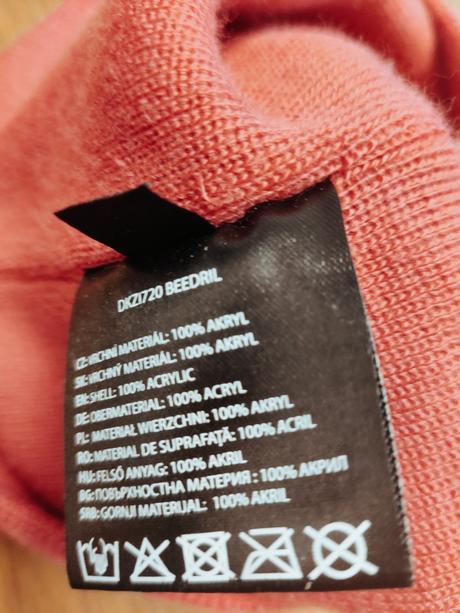 DKZI720 BEEDRIL
CZ: VRCHNÍ MATERIÁL: 100% AKRYL
SK: VRCHNÝ MATERIÁL: 100% AKRYL
EN: SHELL: 100% ACRYLIC
DE: OBERMATERIAL: 100% ACRYL
PL: MATERIAŁ WIERZCHNI: 100% AKRYL
RO: MATERIAL DE SUPRAFAȚĂ: 100% ACRIL
HU: FELSŐ ANYAG: 100% AKRIL
BG: ПОВЪРХНОСТНА МАТЕРИЯ: 100% АКРИЛ
SRB: GORNJI MATERIJAL: 100% AKRIL